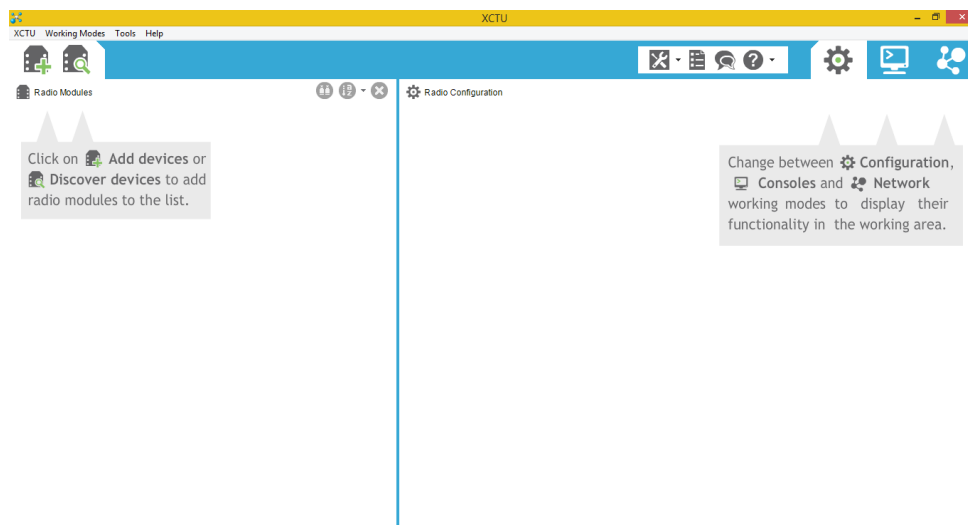 XCTU
XCTU Working Modes Tools Help
Radio Modules
Radio Configuration
Click on Add devices or
Discover devices to add
radio modules to the list.
Change between Configuration,
Consoles and Network
working modes to display their
functionality in the working area.